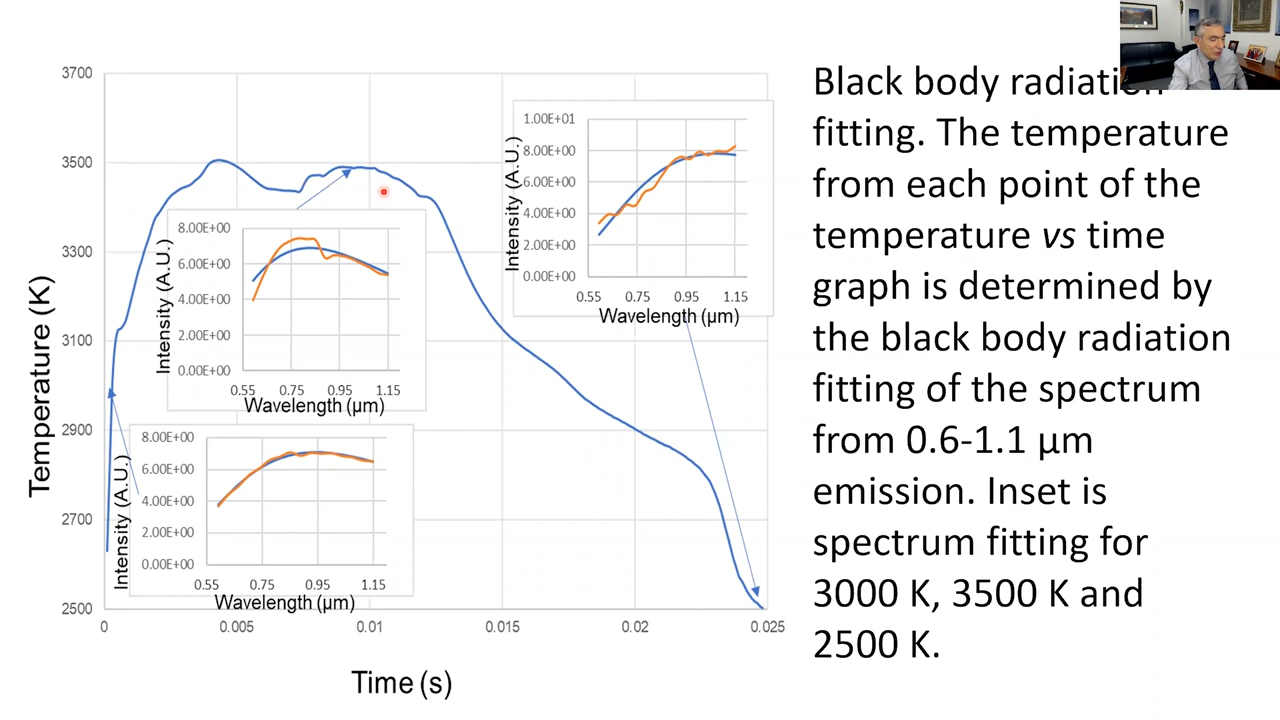 Black body radiation
fitting. The temperature
from each point of the
temperature vs time
graph is determined by
the black body radiation
fitting of the spectrum
from 0.6-1.1 µm
emission. Inset is
spectrum fitting for
3000 K, 3500 K and
2500 K.
Temperature (K)
3700
3500
3300
3100
2900
2700
2500
0
0.005
0.01
0.015
0.02
0.025
Time (s)
Intensity (A.U.)
8.00E+00
6.00E+00
4.00E+00
2.00E+00
0.00E+00
0.55
0.75
0.95
1.15
Wavelength (µm)
Intensity (A.U.)
1.00E+01
8.00E+00
6.00E+00
4.00E+00
2.00E+00
0.00E+00
0.55
0.75
0.95
1.15
Wavelength (µm)
Intensity (A.U.)
8.00E+00
6.00E+00
4.00E+00
2.00E+00
0.00E+00
0.55
0.75
0.95
1.15
Wavelength (µm)